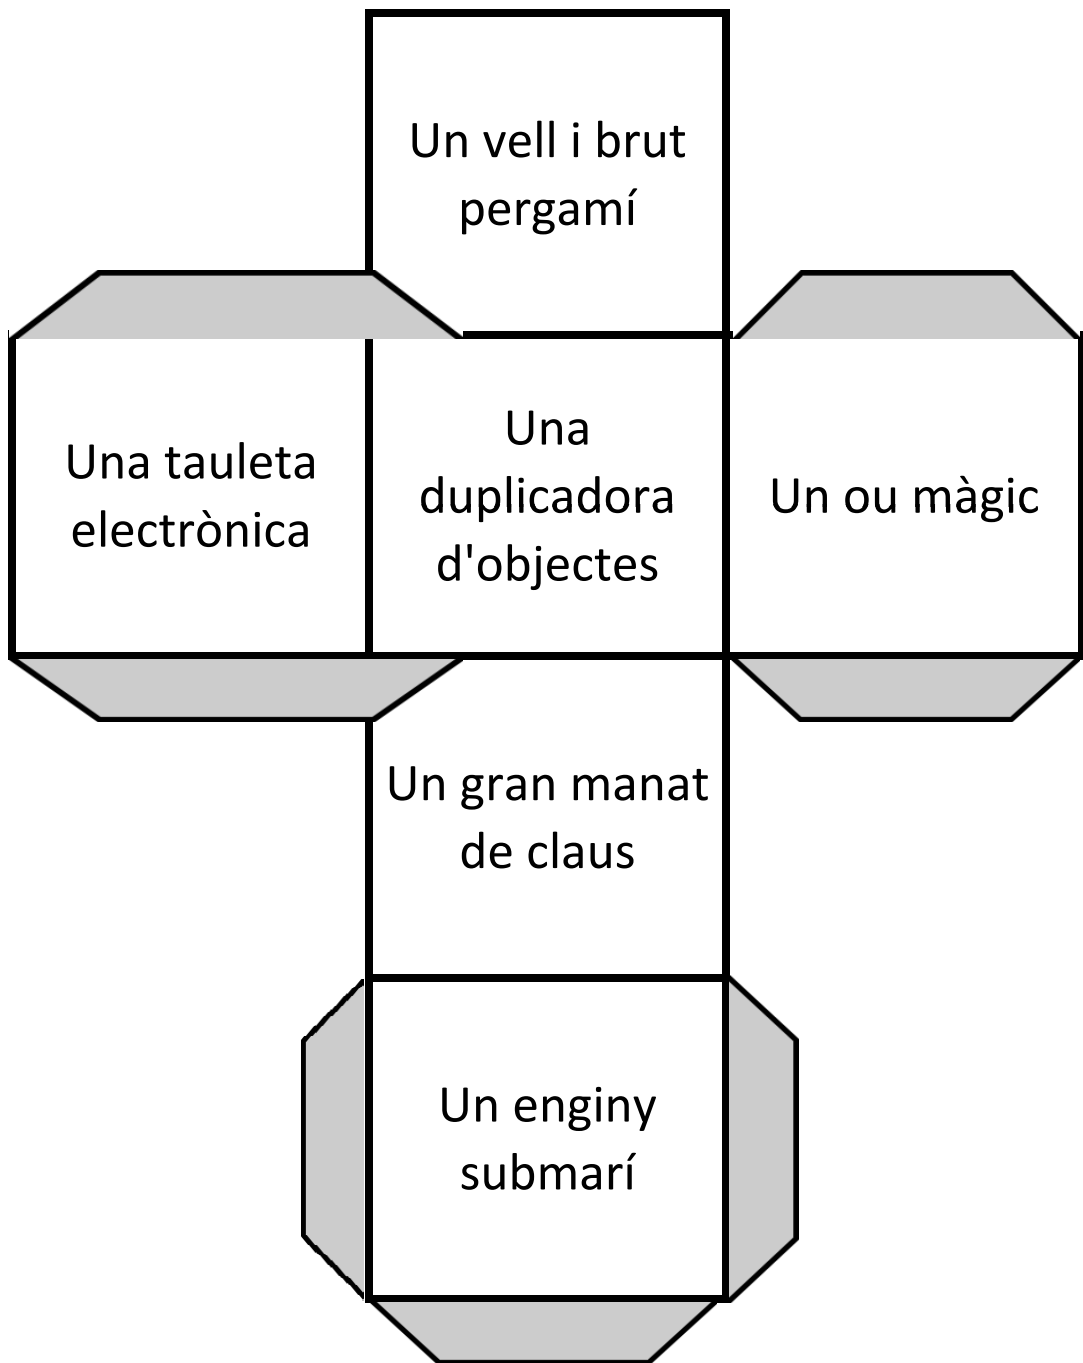 Un vell i brut
pergamí
Una tauleta
electrònica
Una
duplicadora
d'objectes
Un ou màgic
Un gran manat
de claus
Un enginy
submarí